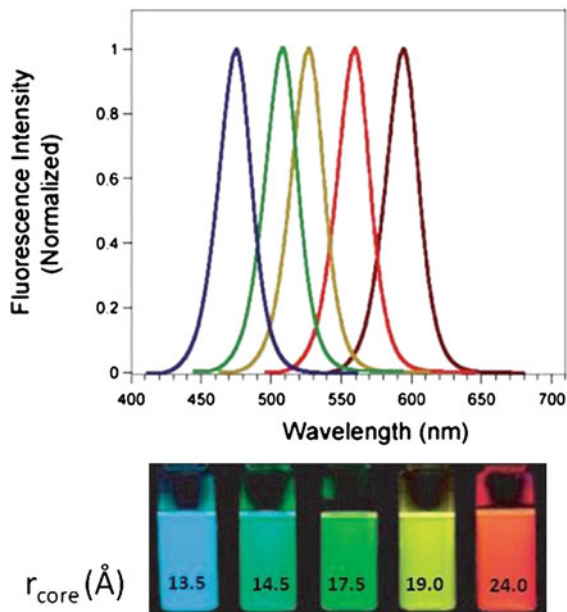 Fluorescence Intensity
(Normalized)
1
0.8
0.6
0.4
0.2
0
400 450 500 550 600 650 700
Wavelength (nm)
r_core (Å) 13.5 14.5 17.5 19.0 24.0